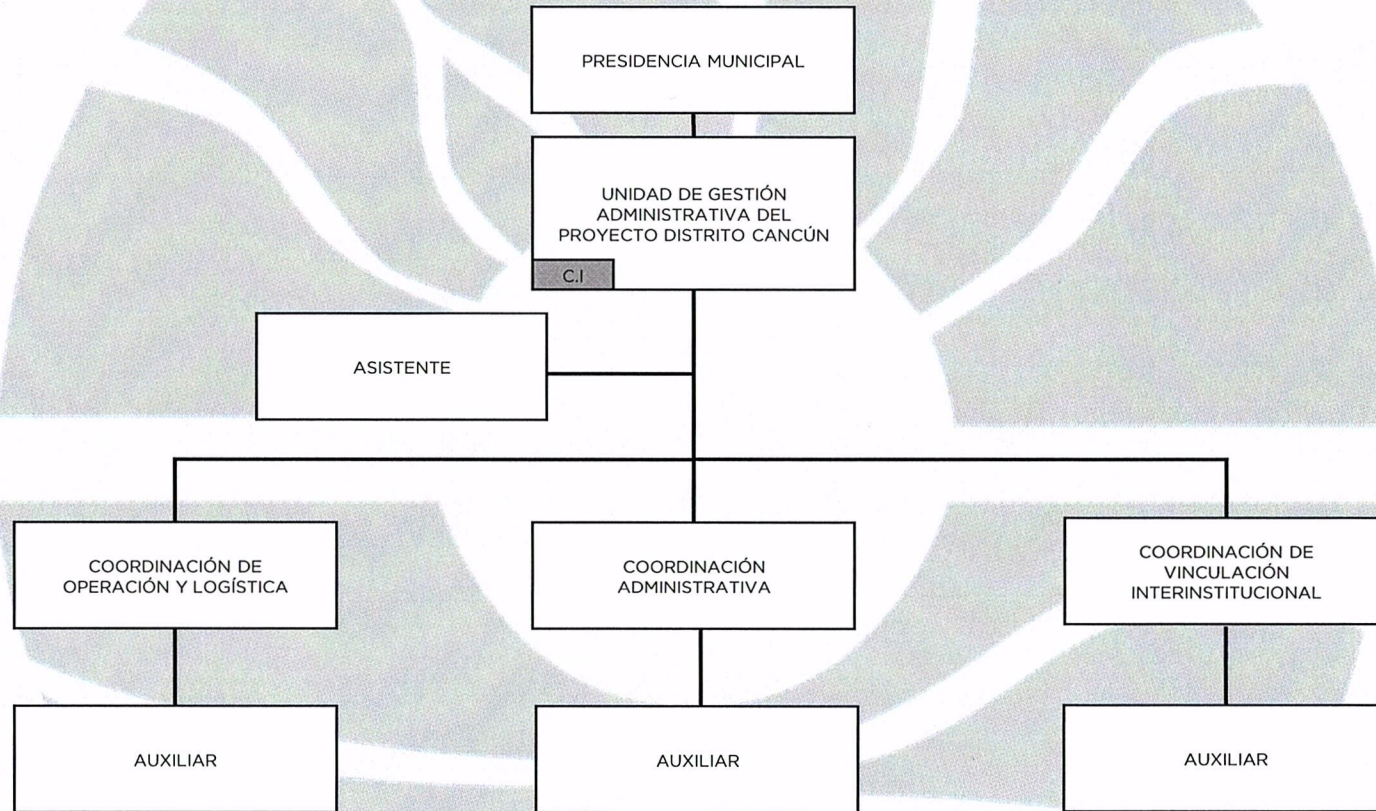 PRESIDENCIA MUNICIPAL
UNIDAD DE GESTIÓN
ADMINISTRATIVA DEL
PROYECTO DISTRITO CANCÚN
C.I
ASISTENTE
COORDINACIÓN DE
OPERACIÓN Y LOGÍSTICA
COORDINACIÓN
ADMINISTRATIVA
COORDINACIÓN DE
VINCULACIÓN
INTERINSTITUCIONAL
AUXILIAR
AUXILIAR
AUXILIAR